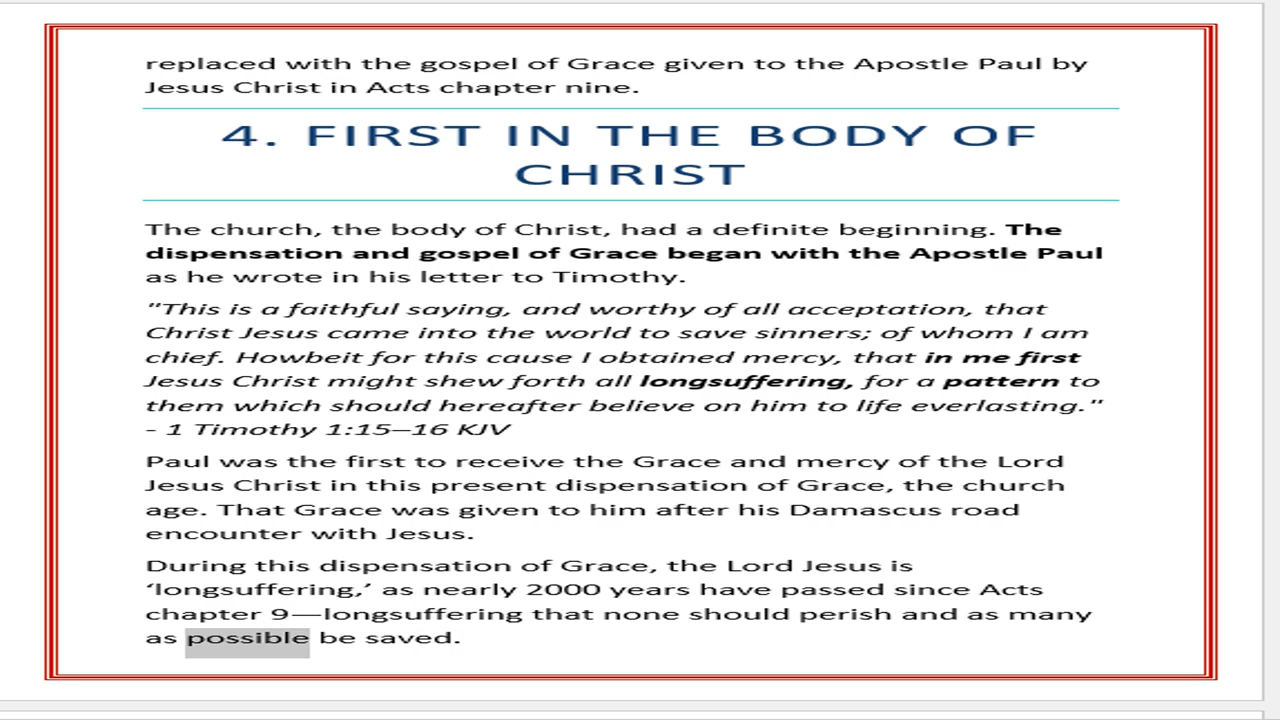 replaced with the gospel of Grace given to the Apostle Paul by
Jesus Christ in Acts chapter nine.
4. FIRST IN THE BODY OF
CHRIST
The church, the body of Christ, had a definite beginning. The
dispensation and gospel of Grace began with the Apostle Paul
as he wrote in his letter to Timothy.
"This is a faithful saying, and worthy of all acceptation, that
Christ Jesus came into the world to save sinners; of whom I am
chief. Howbeit for this cause I obtained mercy, that in me first
Jesus Christ might shew forth all longsuffering, for a pattern to
them which should hereafter believe on him to life everlasting."
- 1 Timothy 1:15–16 KJV
Paul was the first to receive the Grace and mercy of the Lord
Jesus Christ in this present dispensation of Grace, the church
age. That Grace was given to him after his Damascus road
encounter with Jesus.
During this dispensation of Grace, the Lord Jesus is
‘longsuffering,’ as nearly 2000 years have passed since Acts
chapter 9—longsuffering that none should perish and as many
as possible be saved.